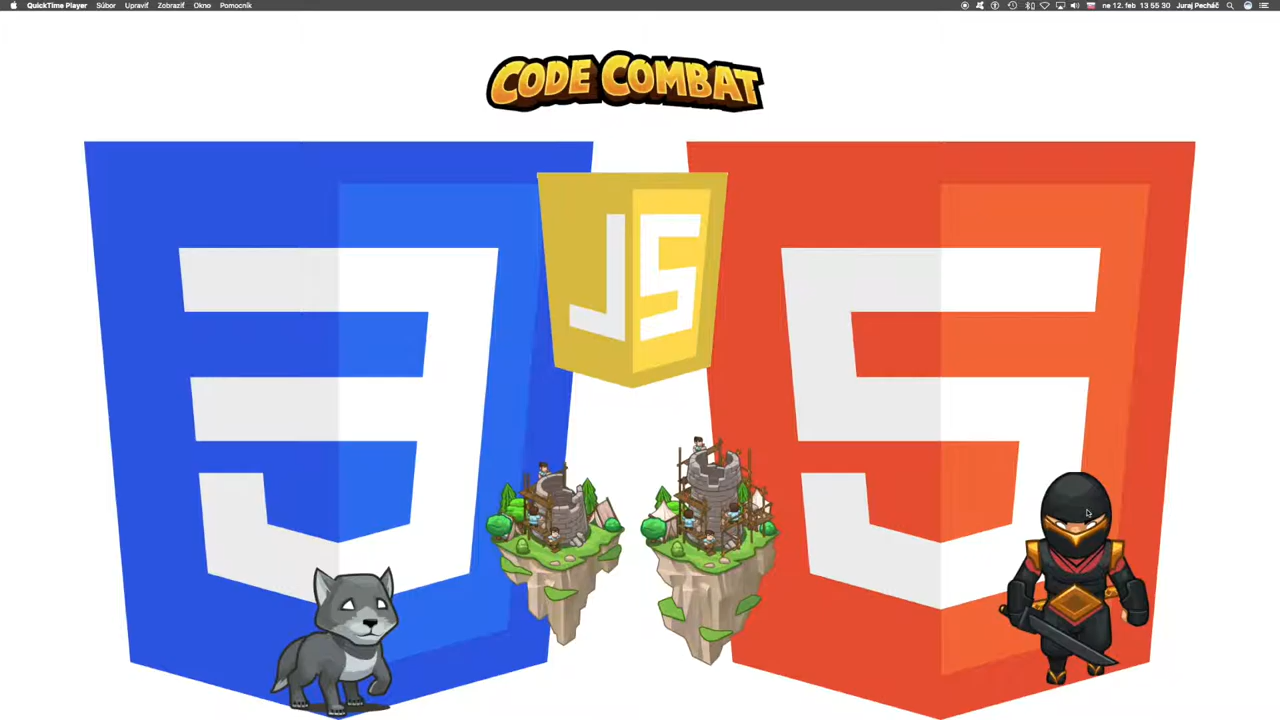 QuickTime Player Súbor Upraviť Zobraziť Okno Pomocník
ne 12. feb 13 55 30 Juraj Pecháč
CODE COMBAT
JS
3
5